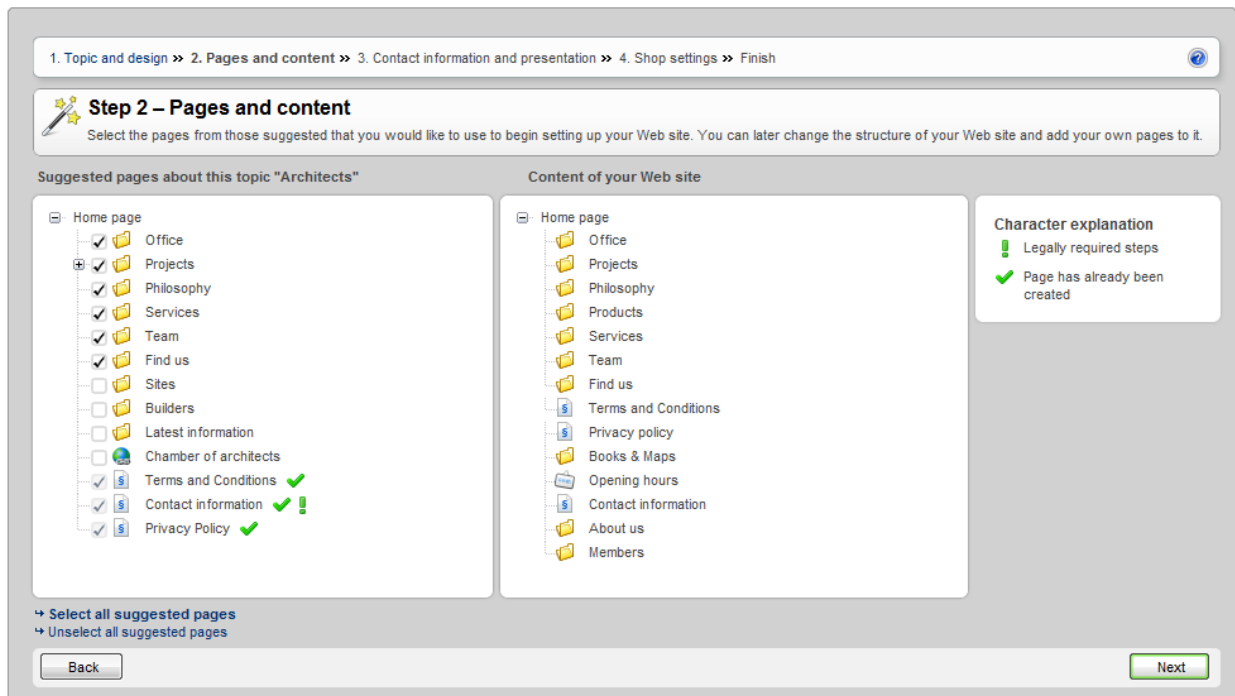 1. Topic and design » 2. Pages and content » 3. Contact information and presentation » 4. Shop settings » Finish
Step 2 – Pages and content
Select the pages from those suggested that you would like to use to begin setting up your Web site. You can later change the structure of your Web site and add your own pages to it.
Suggested pages about this topic "Architects"
Home page
Office
Projects
Philosophy
Services
Team
Find us
Sites
Builders
Latest information
Chamber of architects
Terms and Conditions
Contact information
Privacy Policy
Content of your Web site
Home page
Office
Projects
Philosophy
Products
Services
Team
Find us
Terms and Conditions
Privacy policy
Books & Maps
Opening hours
Contact information
About us
Members
Character explanation
Legally required steps
Page has already been
created
Select all suggested pages
Unselect all suggested pages
Back
Next